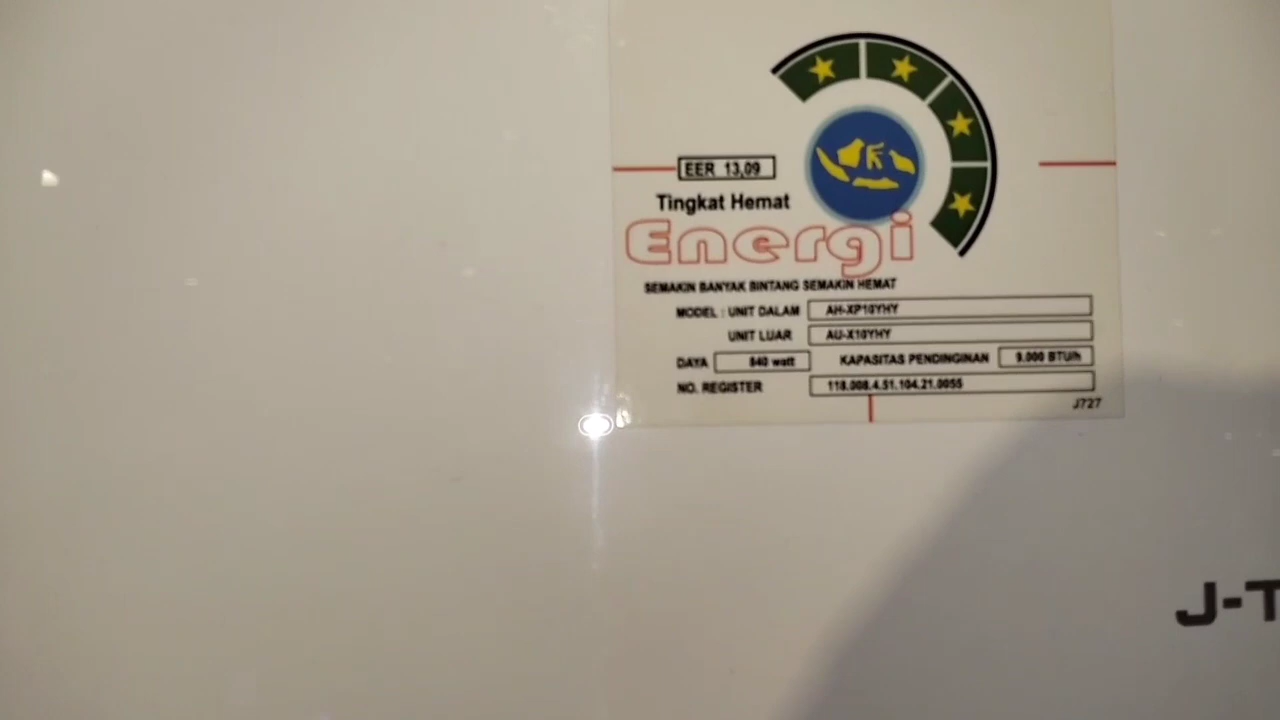 EER 13,09
Tingkat Hemat
Energi
SEMAKIN BANYAK BINTANG SEMAKIN HEMAT
MODEL : UNIT DALAM AH-XP10YHY
UNIT LUAR AU-X10YHY
DAYA 840 watt KAPASITAS PENDINGINAN 9.000 BTU/h
NO. REGISTER 118.008.4.51.104.21.0055
J727
J-T